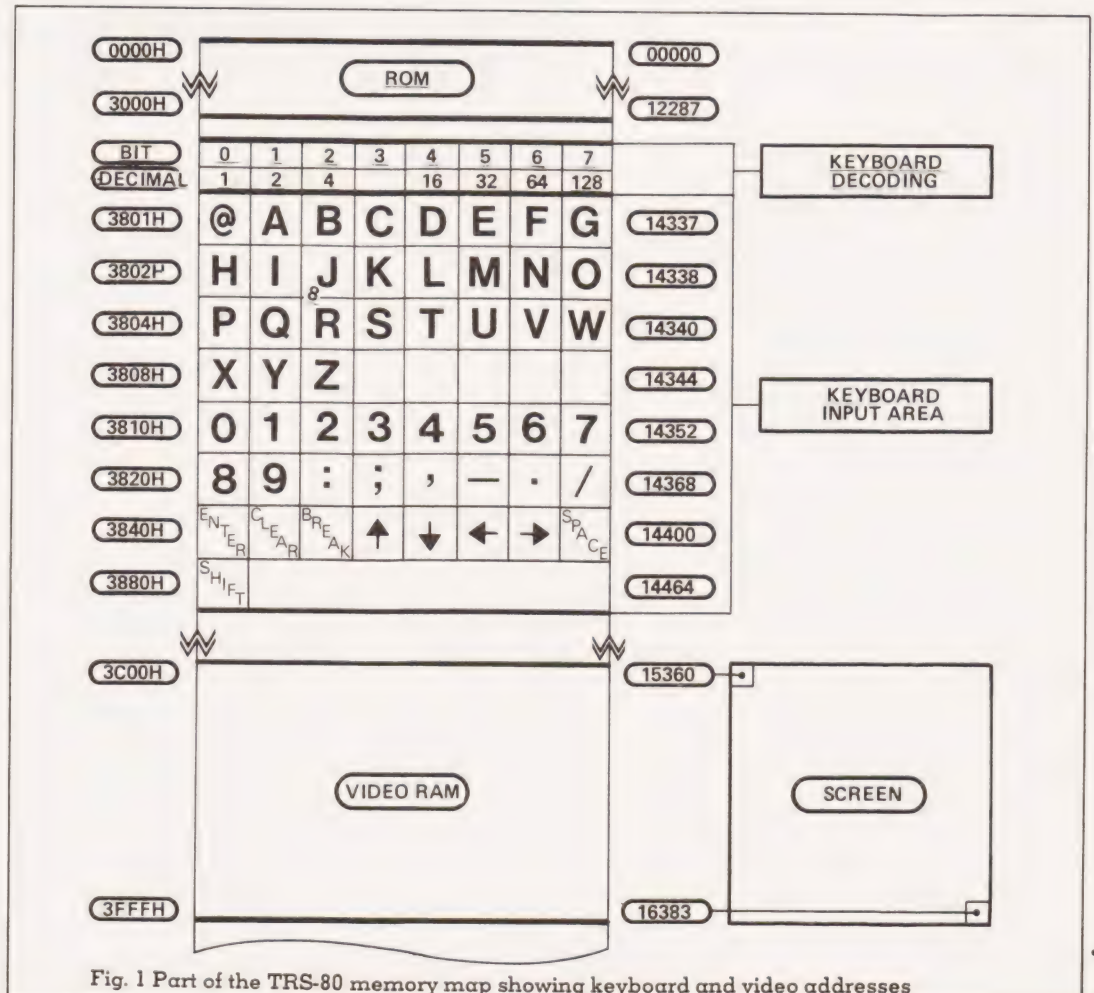 0000H 00000
ROM
3000H 12287
BIT 0 1 2 3 4 5 6 7
DECIMAL 1 2 4 16 32 64 128
KEYBOARD
DECODING
3801H @ A B C D E F G 14337
3802H H I J K L M N O 14338
8
3804H P Q R S T U V W 14340
3808H X Y Z 14344
KEYBOARD
INPUT AREA
3810H 0 1 2 3 4 5 6 7 14352
3820H 8 9 : ; , — . / 14368
3840H ENTER CLEAR BREAK ↑ ↓ ← → SPACE 14400
3880H SHIFT 14464
3C00H 15360
VIDEO RAM SCREEN
3FFFH 16383
Fig. 1 Part of the TRS-80 memory map showing keyboard and video addresses